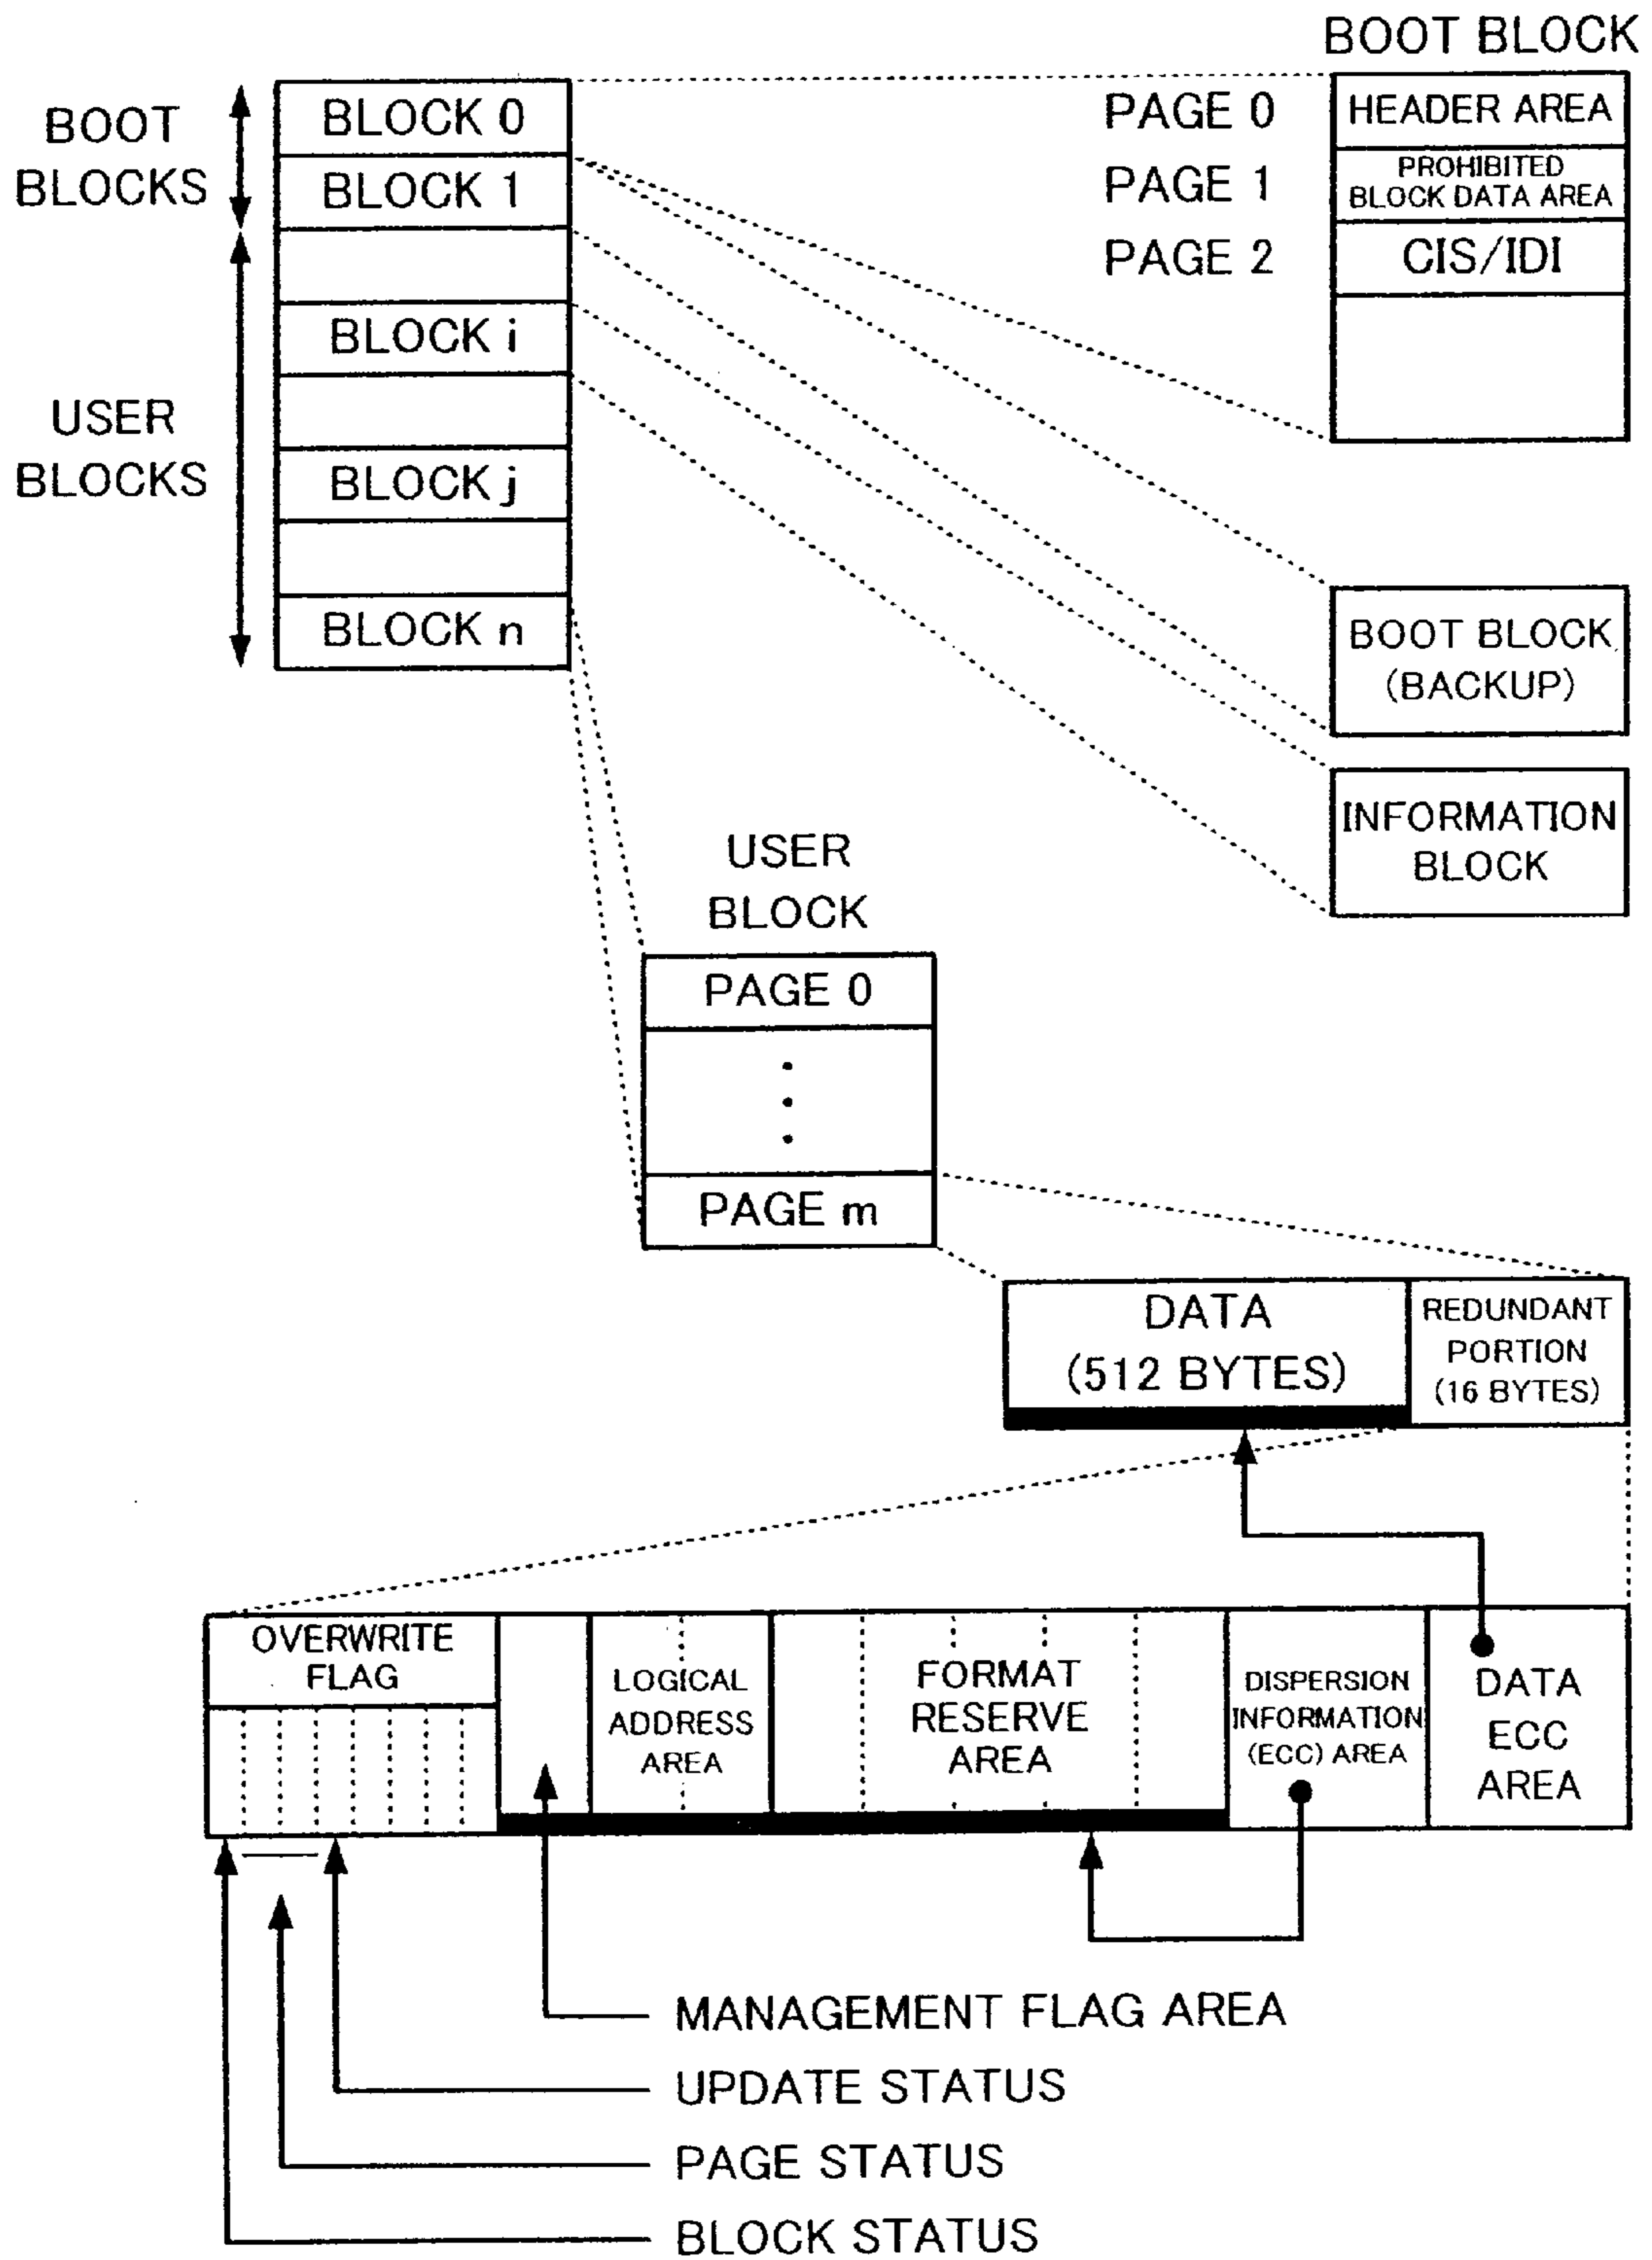 BOOT
BLOCKS
BLOCK 0
BLOCK 1
USER
BLOCKS
BLOCK i
BLOCK j
BLOCK n
BOOT BLOCK
PAGE 0
HEADER AREA
PAGE 1
PROHIBITED
BLOCK DATA AREA
PAGE 2
CIS/IDI
BOOT BLOCK
(BACKUP)
INFORMATION
BLOCK
USER
BLOCK
PAGE 0
PAGE m
DATA
(512 BYTES)
REDUNDANT
PORTION
(16 BYTES)
OVERWRITE
FLAG
LOGICAL
ADDRESS
AREA
FORMAT
RESERVE
AREA
DISPERSION
INFORMATION
(ECC) AREA
DATA
ECC
AREA
MANAGEMENT FLAG AREA
UPDATE STATUS
PAGE STATUS
BLOCK STATUS